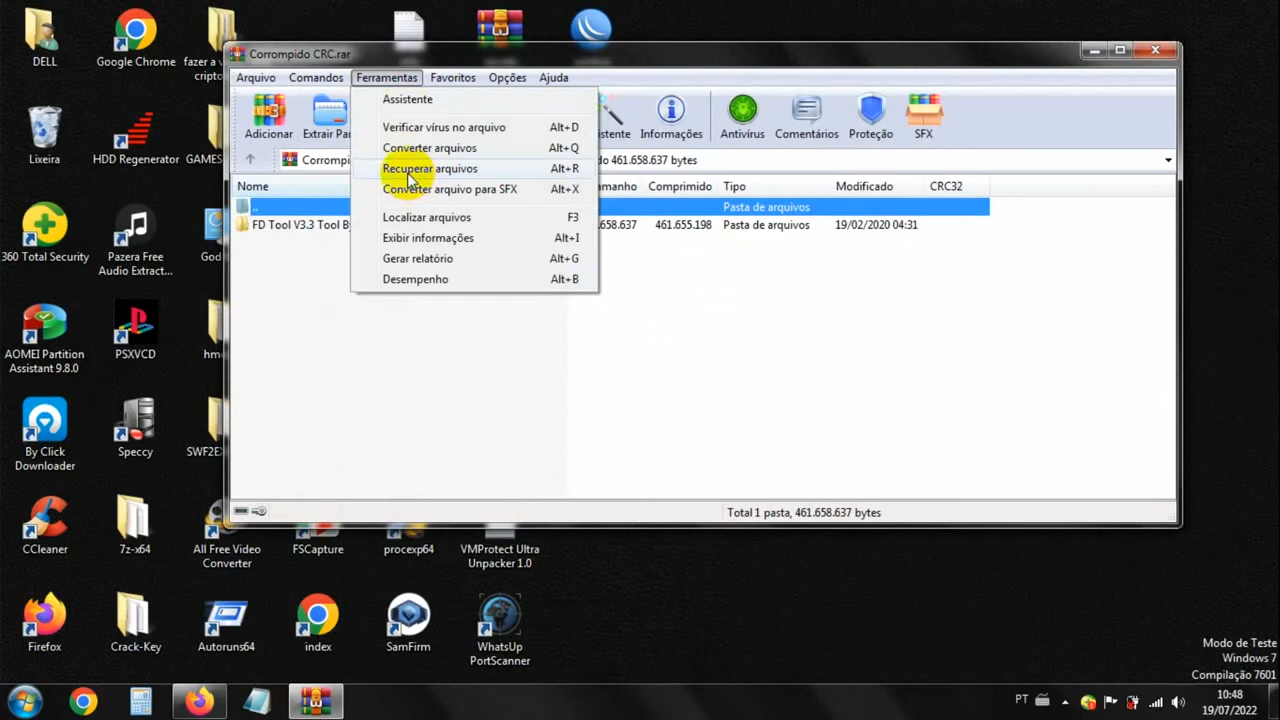 Corrompido CRC.rar
Arquivo Comandos Ferramentas Favoritos Opções Ajuda
Adicionar Extrair Par istente Informações Antivírus Comentários Proteção SFX
Assistente
Verificar vírus no arquivo Alt+D
Converter arquivos Alt+Q
Recuperar arquivos Alt+R
Converter arquivo para SFX Alt+X
Localizar arquivos F3
Exibir informações Alt+I
Gerar relatório Alt+G
Desempenho Alt+B
Corrompi do 461.658.637 bytes
Nome manho Comprimido Tipo Modificado CRC32
.. Pasta de arquivos
FD Tool V3.3 Tool B .658.637 461.655.198 Pasta de arquivos 19/02/2020 04:31
Total 1 pasta, 461.658.637 bytes
DELL
Google Chrome
fazer a v
cripto
Lixeira
HDD Regenerator
GAMES
360 Total Security
Pazera Free
Audio Extract...
God
AOMEI Partition
Assistant 9.8.0
PSXVCD
hm
By Click
Downloader
Speccy
SWF2E
CCleaner
7z-x64
All Free Video
Converter
FSCapture
procexp64
VMProtect Ultra
Unpacker 1.0
Firefox
Crack-Key
Autoruns64
index
SamFirm
WhatsUp
PortScanner
Modo de Teste
Windows 7
Compilação 7601
PT
10:48
19/07/2022